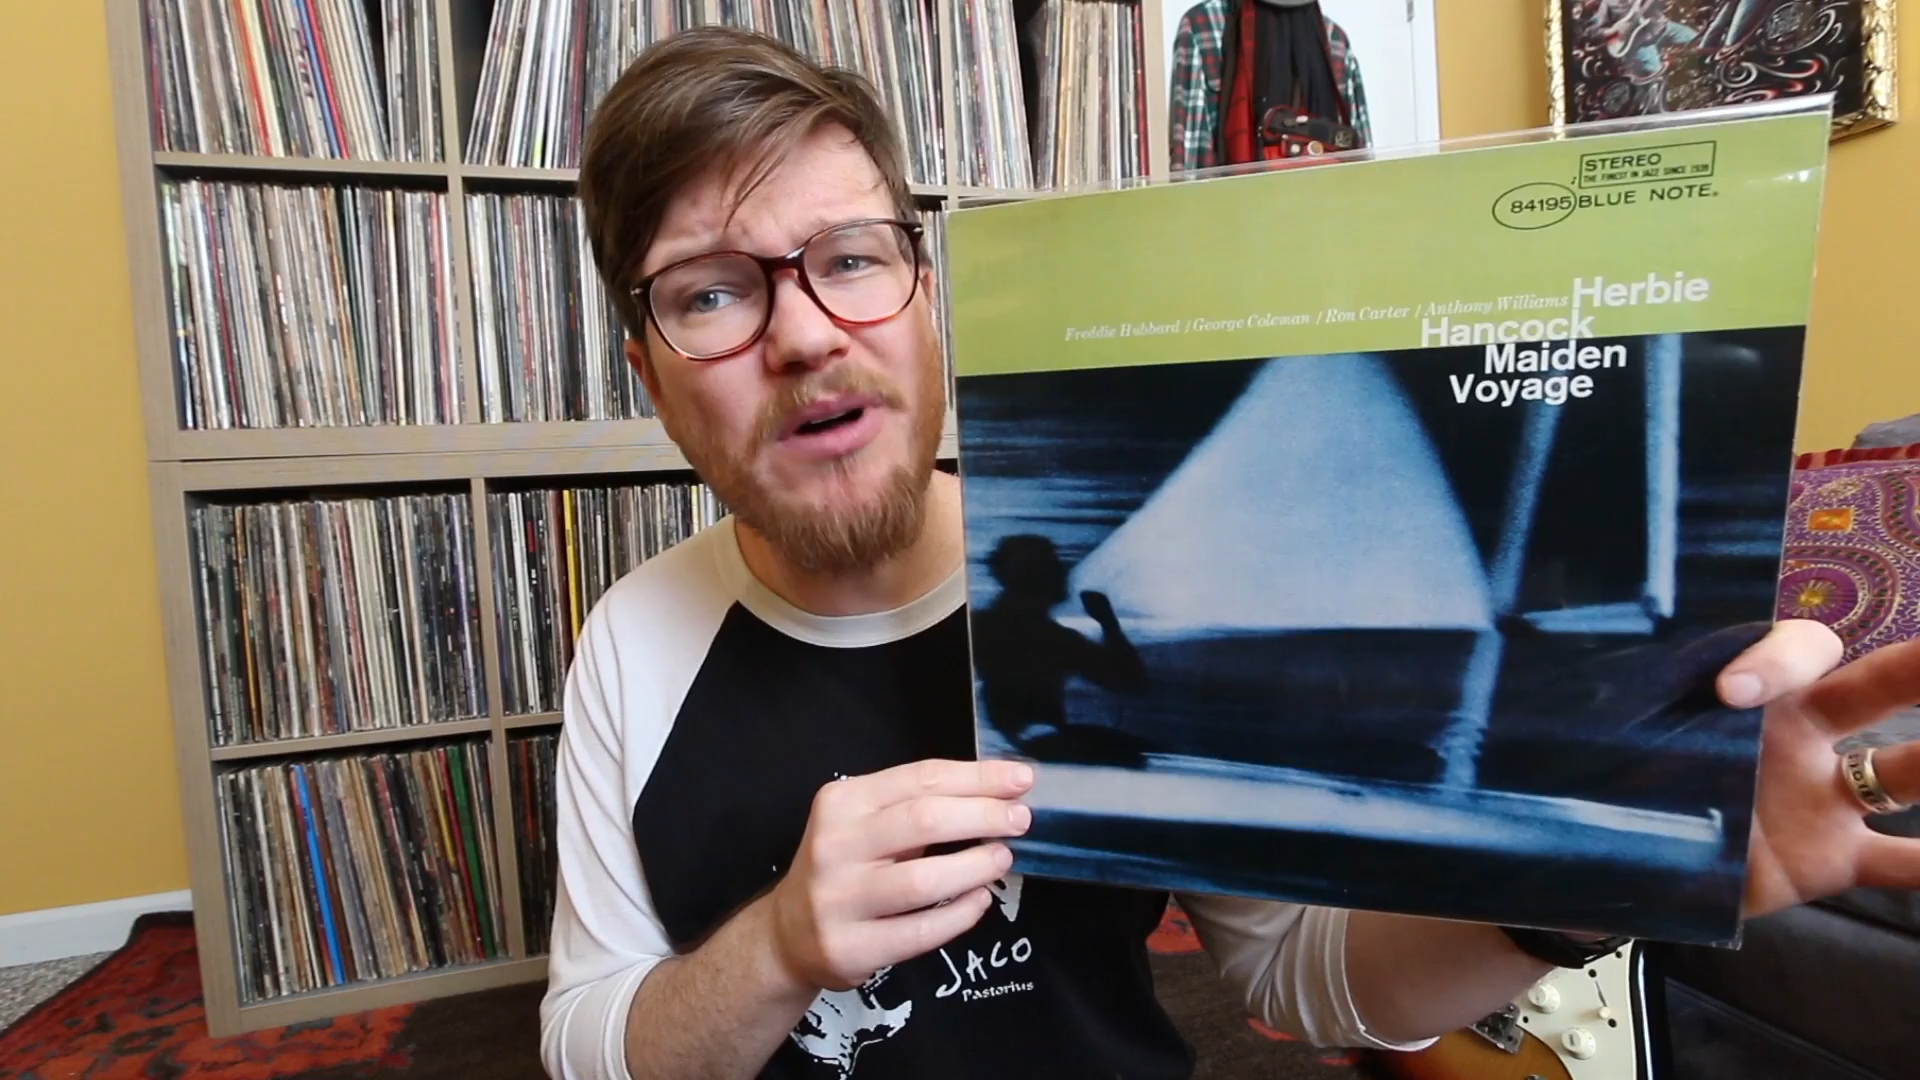 STEREO
THE FINEST IN JAZZ SINCE 1939
84195 BLUE NOTE
Freddie Hubbard / George Coleman / Ron Carter / Anthony Williams Herbie
Hancock
Maiden
Voyage
JACO
Pastorius